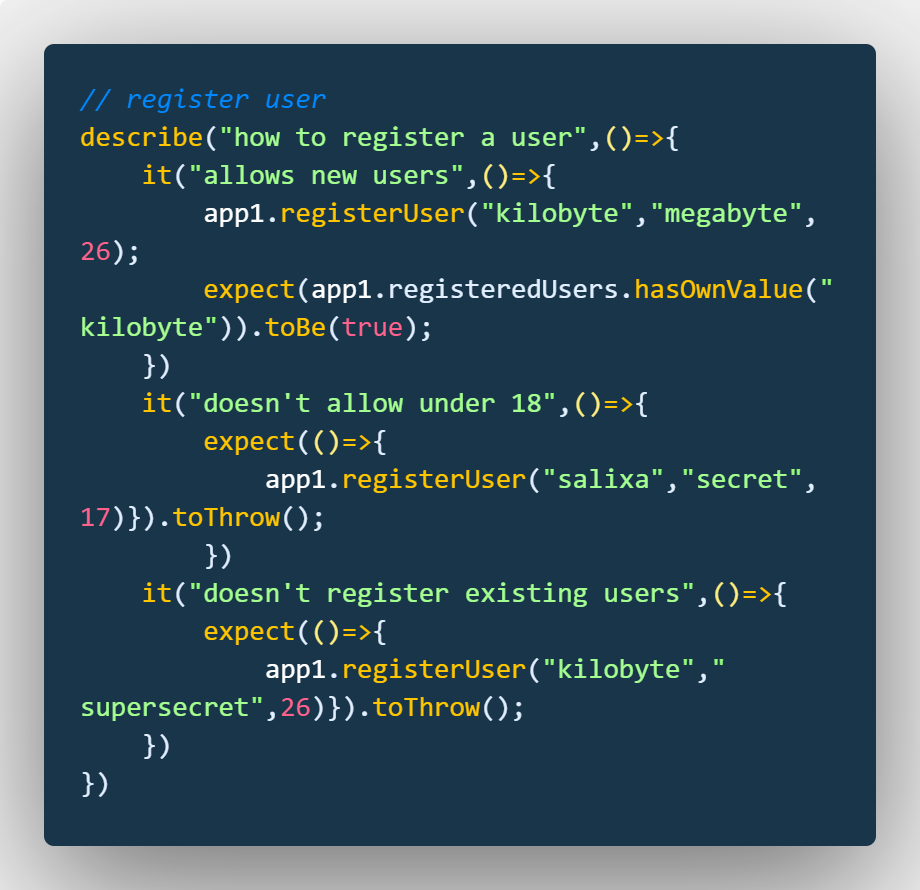 // register user
describe("how to register a user",()=>{
    it("allows new users",()=>{
        app1.registerUser("kilobyte","megabyte",
26);
        expect(app1.registeredUsers.hasOwnValue("
kilobyte")).toBe(true);
    })
    it("doesn't allow under 18",()=>{
        expect(()=>{
            app1.registerUser("salixa","secret",
17)}).toThrow();
        })
    it("doesn't register existing users",()=>{
        expect(()=>{
            app1.registerUser("kilobyte","
supersecret",26)}).toThrow();
    })
})